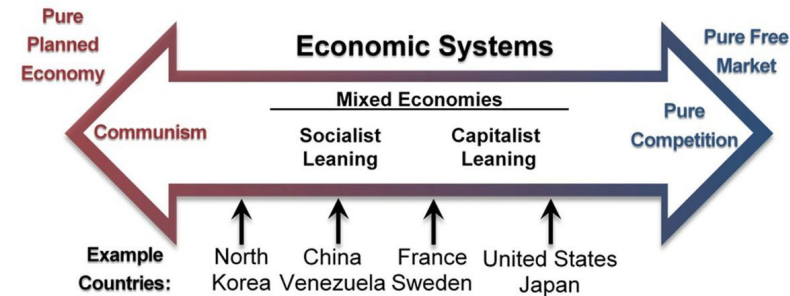 Pure
Planned
Economy
Economic Systems
Pure Free
Market
Mixed Economies
Communism
Socialist
Leaning
Capitalist
Leaning
Pure
Competition
Example
Countries:
North
Korea
China
Venezuela
France
Sweden
United States
Japan